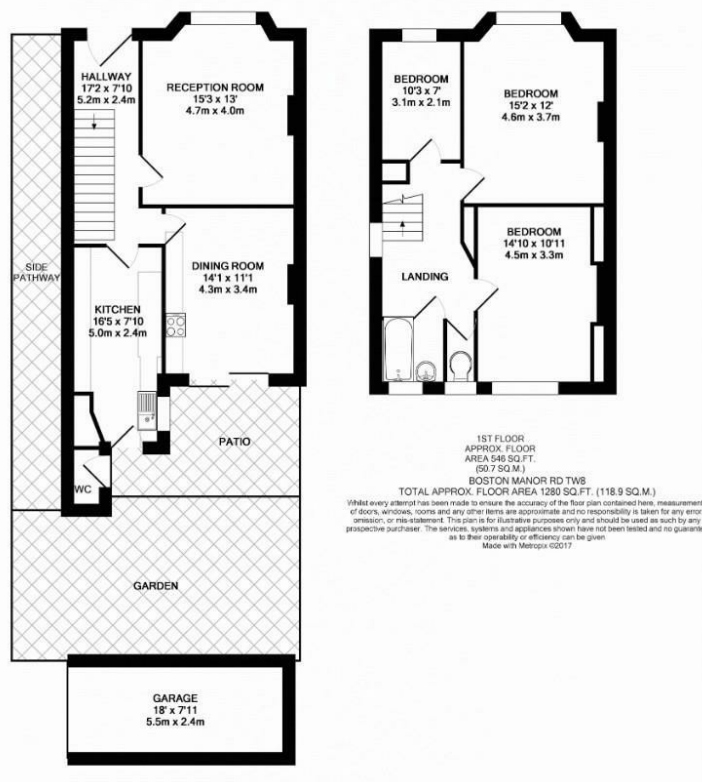 HALLWAY
17'2 x 7'10
5.2m x 2.4m
RECEPTION ROOM
15'3 x 13'
4.7m x 4.0m
SIDE
PATHWAY
DINING ROOM
14'1 x 11'1
4.3m x 3.4m
KITCHEN
16'5 x 7'10
5.0m x 2.4m
PATIO
WC
GARDEN
GARAGE
18' x 7'11
5.5m x 2.4m
BEDROOM
10'3 x 7'
3.1m x 2.1m
BEDROOM
15'2 x 12'
4.6m x 3.7m
BEDROOM
14'10 x 10'11
4.5m x 3.3m
LANDING
1ST FLOOR
APPROX. FLOOR
AREA 546 SQ.FT.
(50.7 SQ.M.)
BOSTON MANOR RD TW8
TOTAL APPROX. FLOOR AREA 1280 SQ.FT. (118.9 SQ.M.)
Whilst every attempt has been made to ensure the accuracy of the floor plan contained here, measurement
of doors, windows, rooms and any other items are approximate and no responsibility is taken for any error
omission, or mis-statement. This plan is for illustrative purposes only and should be used as such by any
prospective purchaser. The services, systems and appliances shown have not been tested and no guarante
as to their operability or efficiency can be given
Made with Metropix ©2017